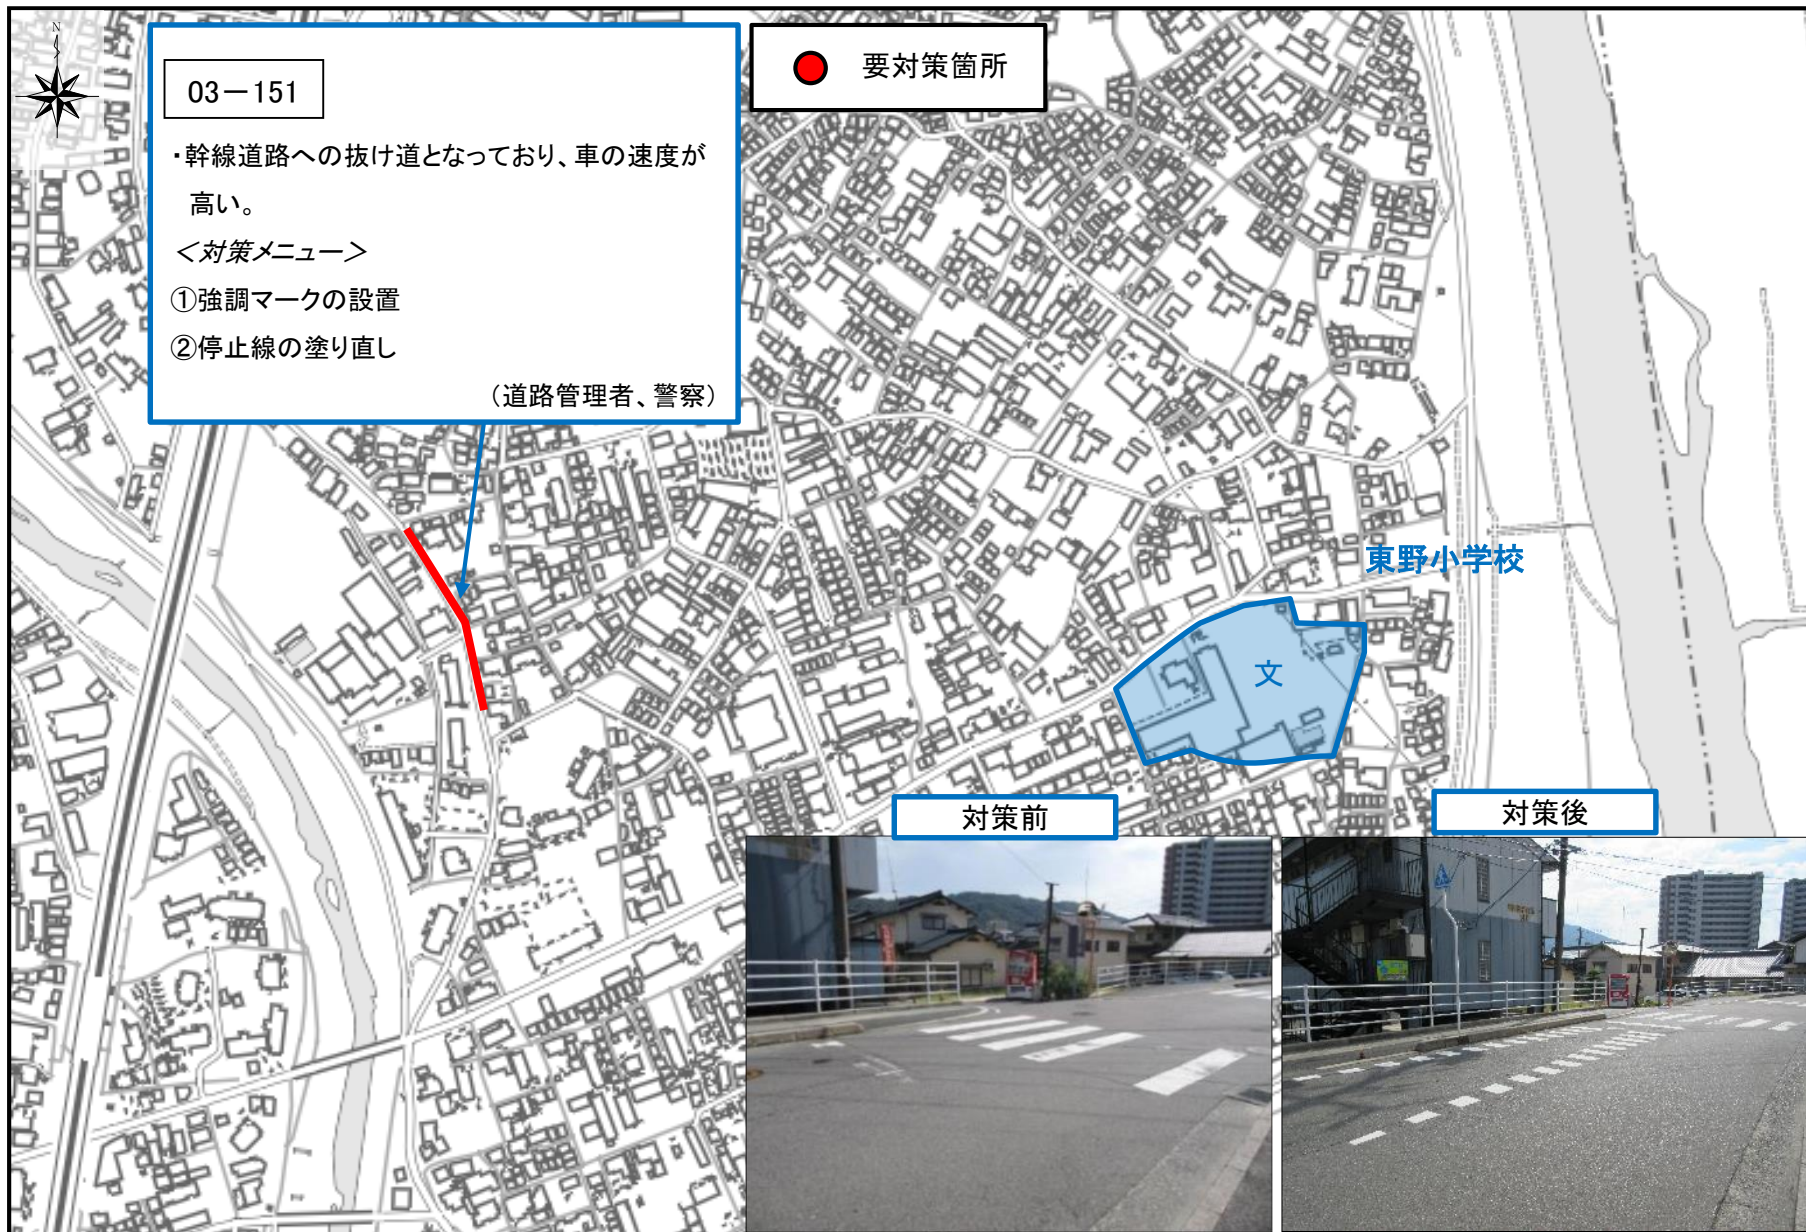 N
03－151
・幹線道路への抜け道となっており、車の速度が
高い。
＜対策メニュー＞
①強調マークの設置
②停止線の塗り直し
（道路管理者、警察）
要対策箇所
東野小学校
文
対策前
対策後